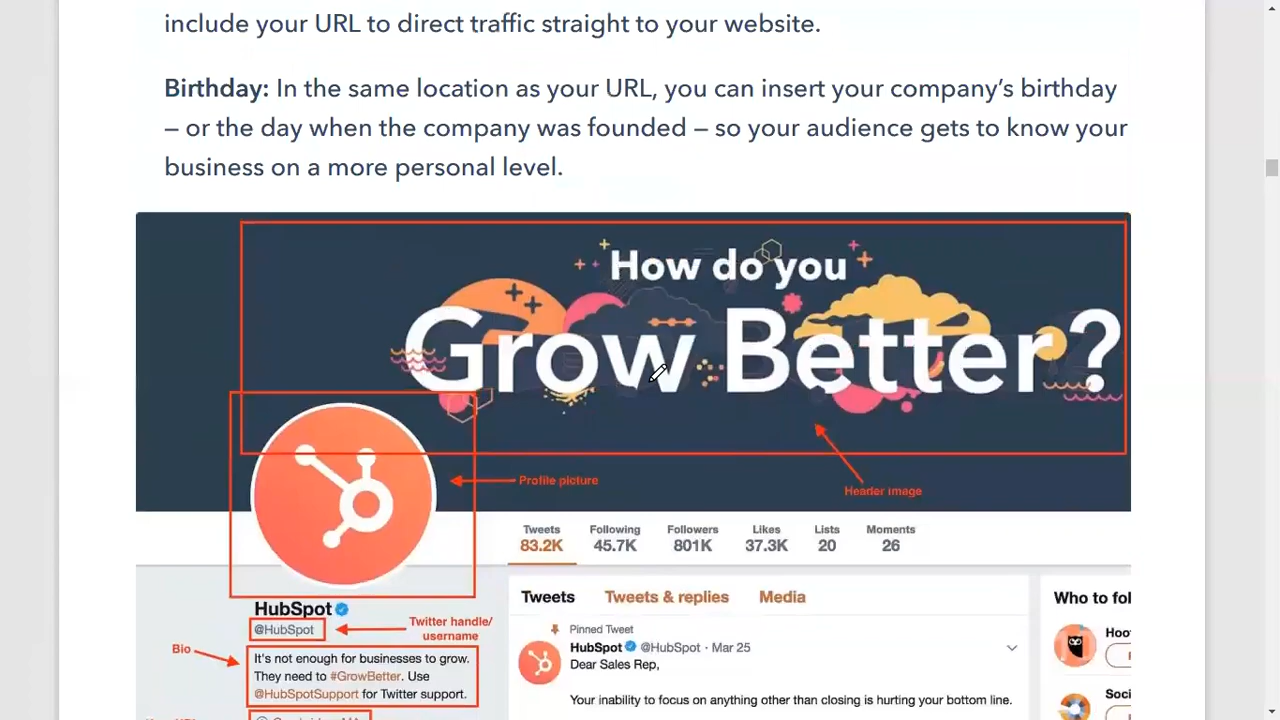 include your URL to direct traffic straight to your website.
Birthday: In the same location as your URL, you can insert your company's birthday
– or the day when the company was founded – so your audience gets to know your
business on a more personal level.
How do you
Grow Better?
Profile picture
Header image
Tweets Following Followers Likes Lists Moments
83.2K 45.7K 801K 37.3K 20 26
HubSpot
@HubSpot
Twitter handle/
username
Bio
It's not enough for businesses to grow.
They need to #GrowBetter. Use
@HubSpotSupport for Twitter support.
Tweets Tweets & replies Media
Pinned Tweet
HubSpot @HubSpot · Mar 25
Dear Sales Rep,
Your inability to focus on anything other than closing is hurting your bottom line.
Who to fol
Hoo
Soci